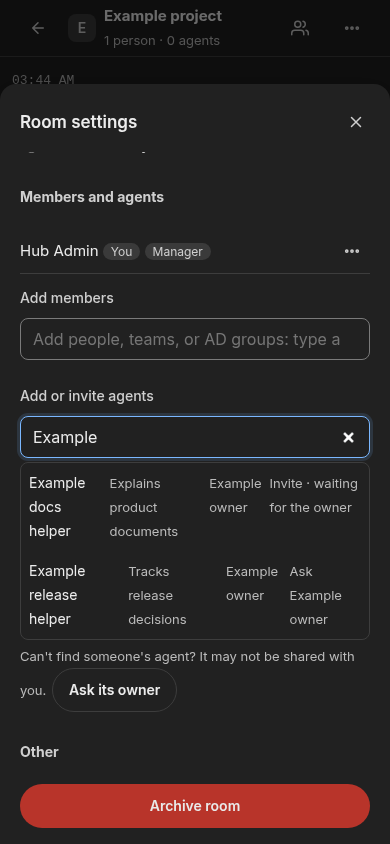 E
Example project
1 person · 0 agents
03:44 AM
Room settings
Members and agents
Hub Admin You Manager
Add members
Add people, teams, or AD groups: type a
Add or invite agents
Example
Example docs helper
Explains product documents
Example owner
Invite · waiting for the owner
Example release helper
Tracks release decisions
Example owner
Ask Example owner
Can't find someone's agent? It may not be shared with
you. Ask its owner
Other
Archive room